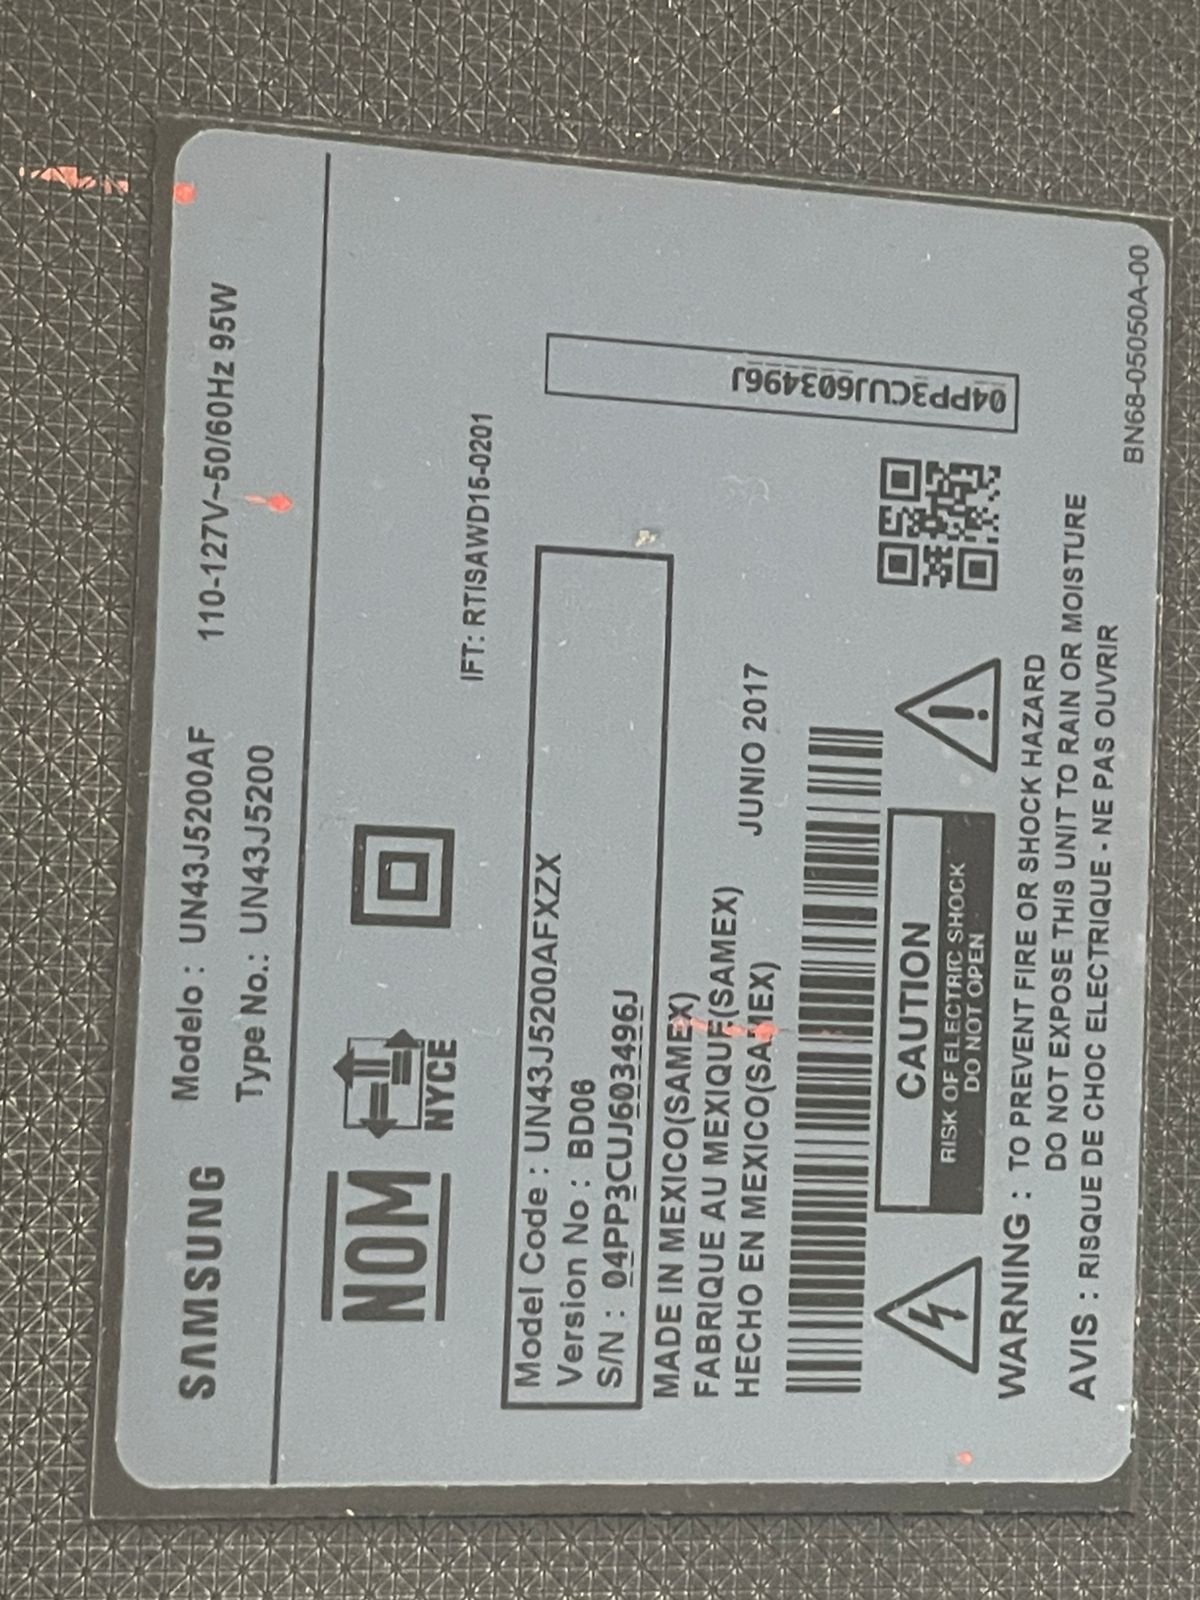 SAMSUNG Modelo : UN43J5200AF 110-127V~50/60Hz 95W
Type No.: UN43J5200
NOM NYCE
IFT: RTISAWD15-0201
Model Code : UN43J5200AFXZX
Version No : BD06
S/N : 04PP3CUJ603496J
MADE IN MEXICO(SAMEX)
FABRIQUE AU MEXIQUE(SAMEX)
HECHO EN MEXICO(SAMEX) JUNIO 2017
04PP3CUJ603496J
CAUTION
RISK OF ELECTRIC SHOCK
DO NOT OPEN
WARNING : TO PREVENT FIRE OR SHOCK HAZARD
DO NOT EXPOSE THIS UNIT TO RAIN OR MOISTURE
AVIS : RISQUE DE CHOC ELECTRIQUE - NE PAS OUVRIR
BN68-05050A-00